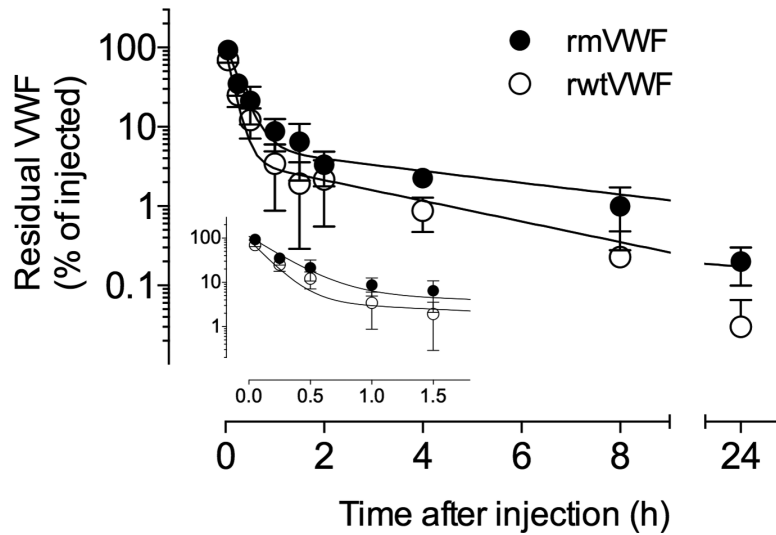 rmVWF
rwtVWF
Residual VWF
(% of injected)
100
10
1
0.1
100
10
1
0.0 0.5 1.0 1.5
0 2 4 6 8 24
Time after injection (h)